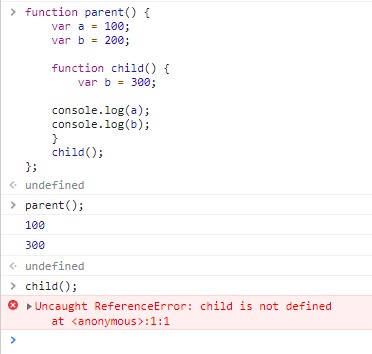 function parent() {
    var a = 100;
    var b = 200;

    function child() {
        var b = 300;

    console.log(a);
    console.log(b);
    }
    child();
};
undefined
parent();
100
300
undefined
child();
Uncaught ReferenceError: child is not defined
    at <anonymous>:1:1